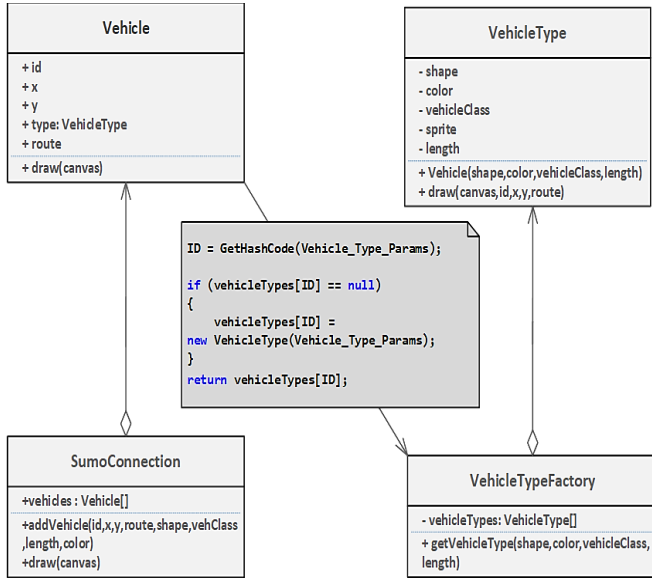 Vehicle
+ id
+ x
+ y
+ type: VehicleType
+ route
+ draw(canvas)
VehicleType
- shape
- color
- vehicleClass
- sprite
- length
+ Vehicle(shape,color,vehicleClass,length)
+ draw(canvas,id,x,y,route)
ID = GetHashCode(Vehicle_Type_Params);
if (vehicleTypes[ID] == null)
{
vehicleTypes[ID] =
new VehicleType(Vehicle_Type_Params);
}
return vehicleTypes[ID];
SumoConnection
+vehicles : Vehicle[]
+addVehicle(id,x,y,route,shape,vehClass
,length,color)
+draw(canvas)
VehicleTypeFactory
- vehicleTypes: VehicleType[]
+ getVehicleType(shape,color,vehicleClass,
length)